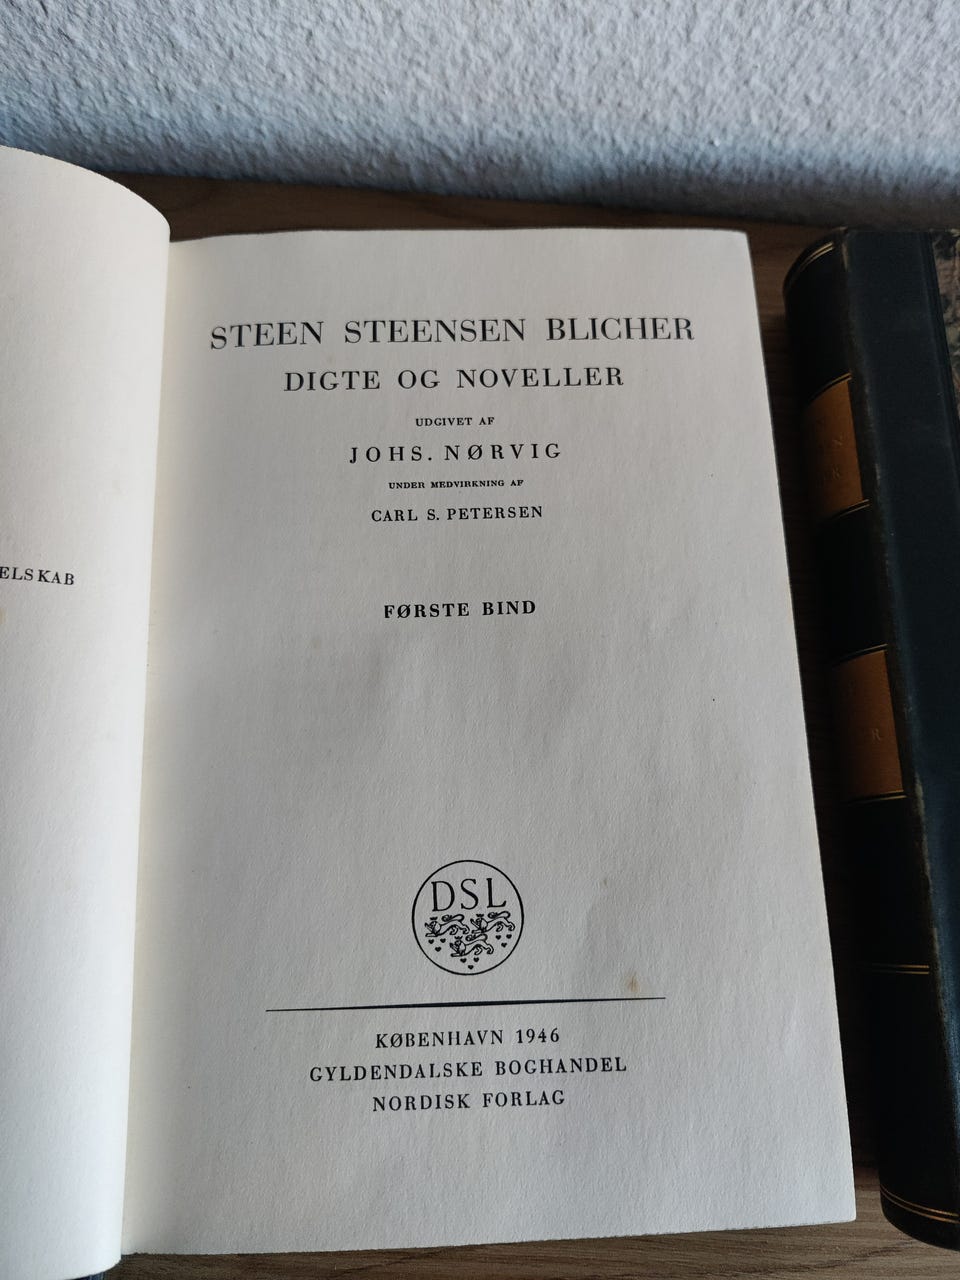 ELSKAB
STEEN STEENSEN BLICHER
DIGTE OG NOVELLER
UDGIVET AF
JOHS. NØRVIG
UNDER MEDVIRKNING AF
CARL S. PETERSEN
FØRSTE BIND
DSL
KØBENHAVN 1946
GYLDENDALSKE BOGHANDEL
NORDISK FORLAG